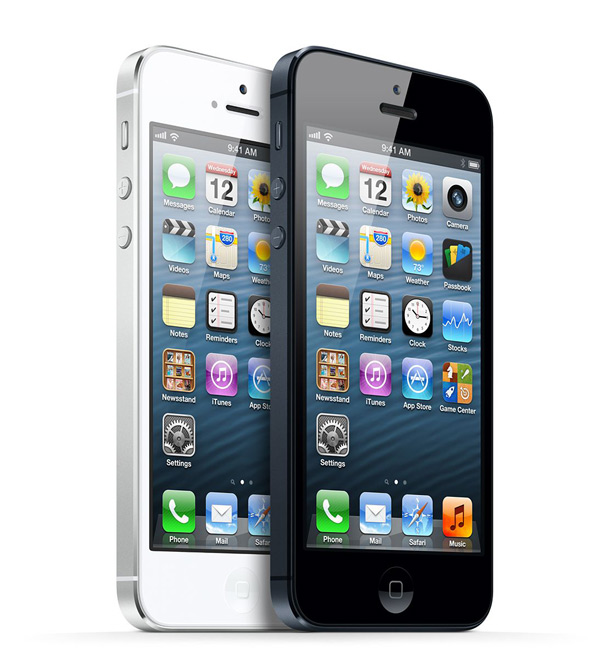 9:41 AM
Wednesday
12
Messages
Calendar
Photos
280
73°
Videos
Maps
Weather
Notes
Reminders
Clock
Newsstand
iTunes
App Store
Settings
Phone
Mail
Safari
9:41 AM
Wednesday
12
Messages
Calendar
Photos
Camera
280
73°
Videos
Maps
Weather
Passbook
Notes
Reminders
Clock
Stocks
Newsstand
iTunes
App Store
Game Center
Settings
Phone
Mail
Safari
Music